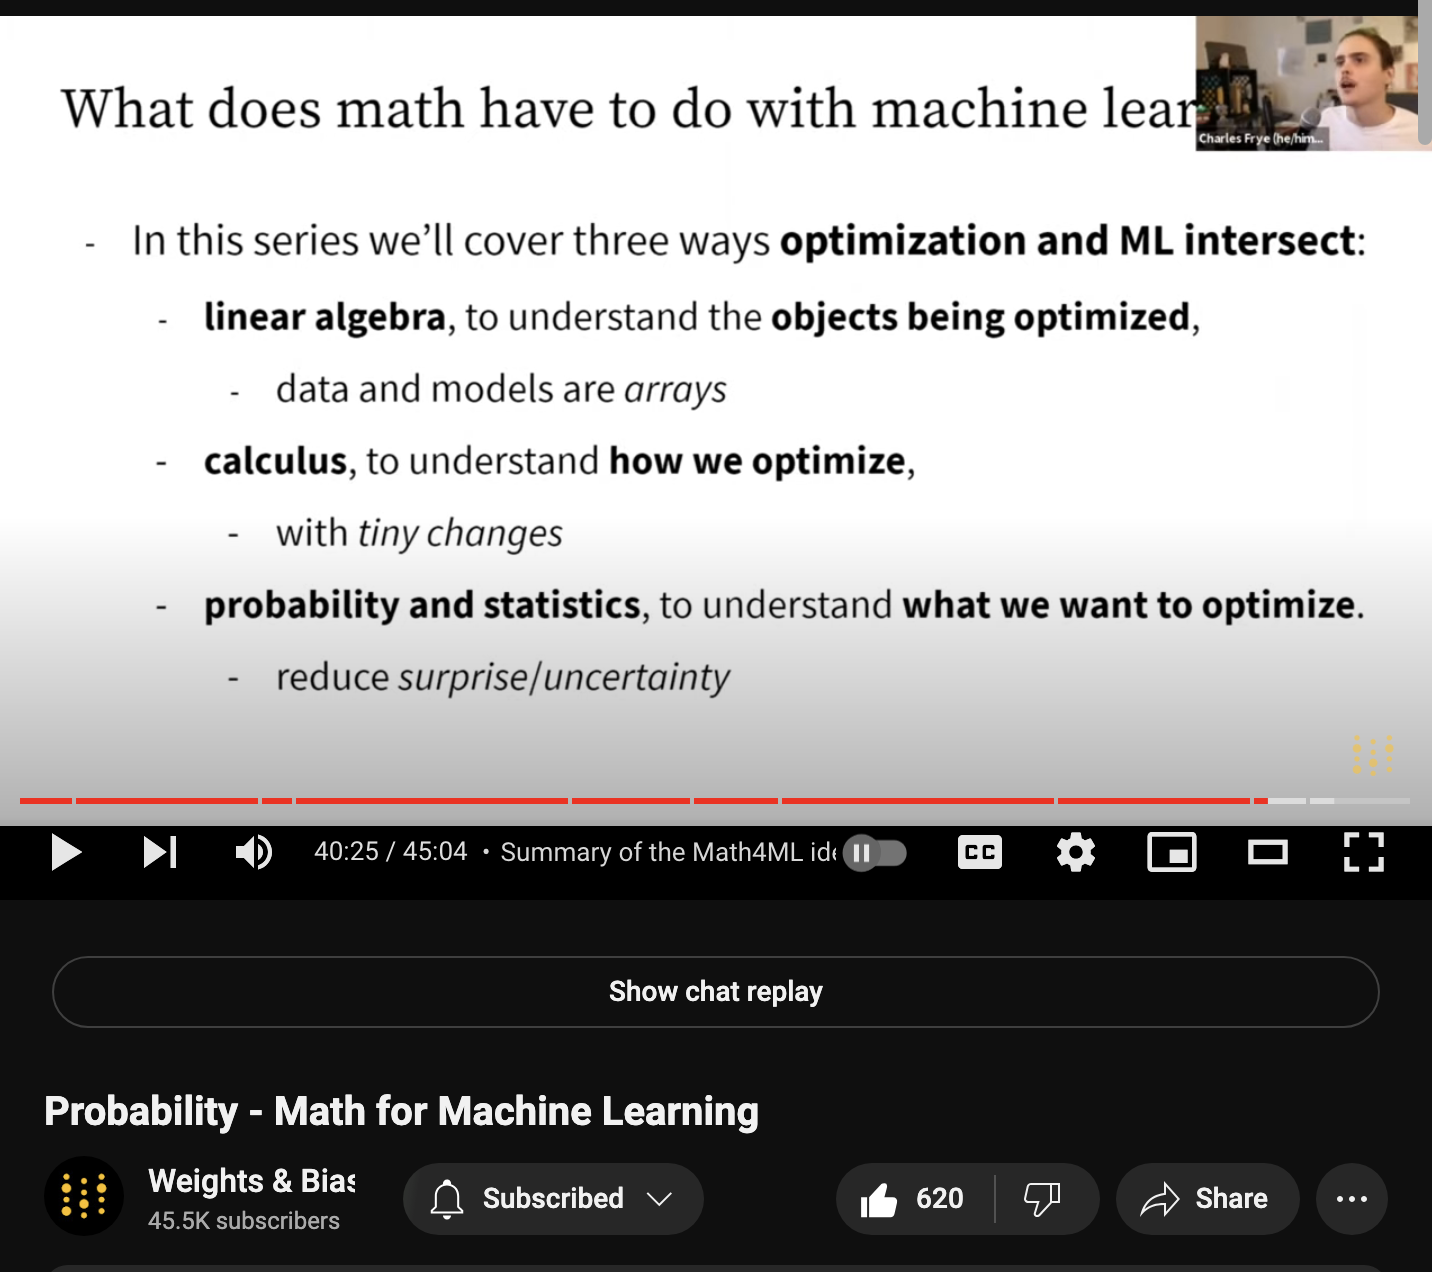 What does math have to do with machine lear
Charles Frye (he/him...
- In this series we'll cover three ways optimization and ML intersect:
- linear algebra, to understand the objects being optimized,
- data and models are arrays
- calculus, to understand how we optimize,
- with tiny changes
- probability and statistics, to understand what we want to optimize.
- reduce surprise/uncertainty
40:25 / 45:04 • Summary of the Math4ML ide
CC
Show chat replay
Probability - Math for Machine Learning
Weights & Bias
45.5K subscribers
Subscribed
620
Share